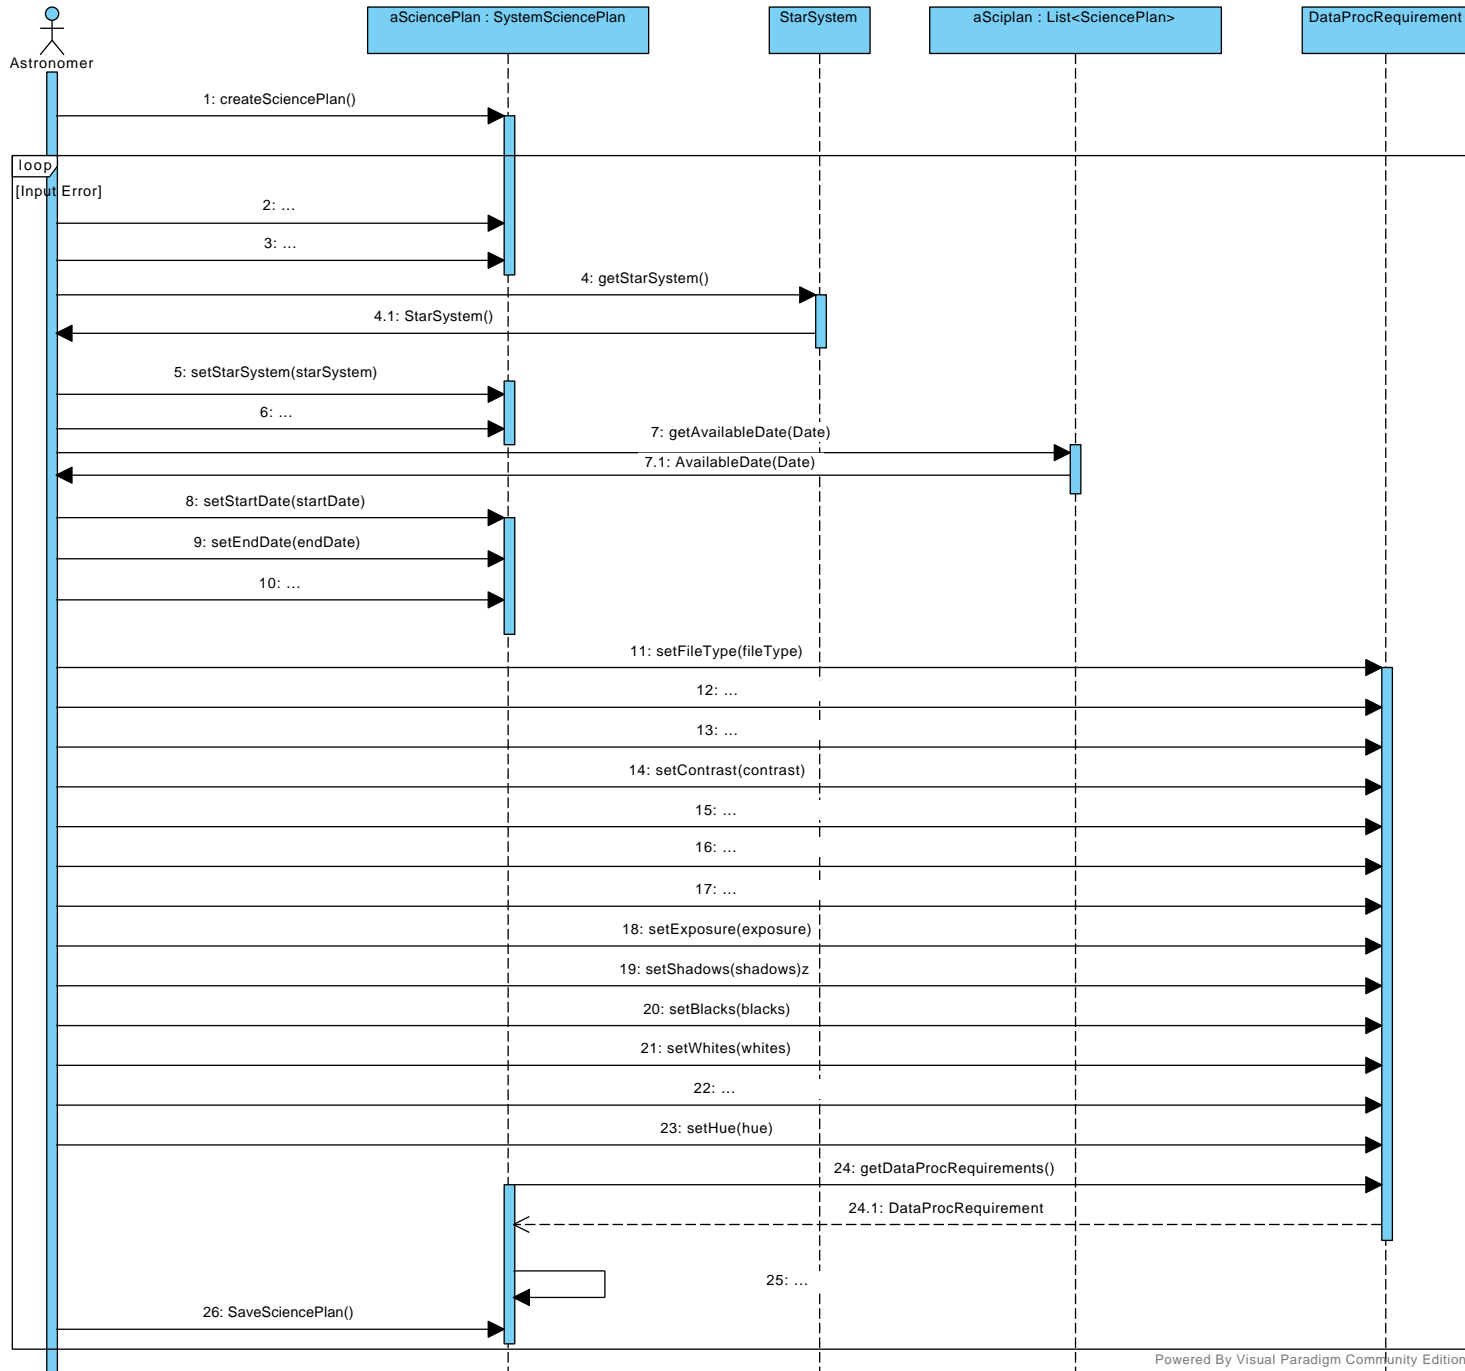 aSciencePlan : SystemSciencePlan
StarSystem
aSciplan : List<SciencePlan>
DataProcRequirement
Astronomer
1: createSciencePlan()
loop
[Input Error]
2: ...
3: ...
4: getStarSystem()
4.1: StarSystem()
5: setStarSystem(starSystem)
6: ...
7: getAvailableDate(Date)
7.1: AvailableDate(Date)
8: setStartDate(startDate)
9: setEndDate(endDate)
10: ...
11: setFileType(fileType)
12: ...
13: ...
14: setContrast(contrast)
15: ...
16: ...
17: ...
18: setExposure(exposure)
19: setShadows(shadows)z
20: setBlacks(blacks)
21: setWhites(whites)
22: ...
23: setHue(hue)
24: getDataProcRequirements()
24.1: DataProcRequirement
25: ...
26: SaveSciencePlan()
Powered By Visual Paradigm Community Edition